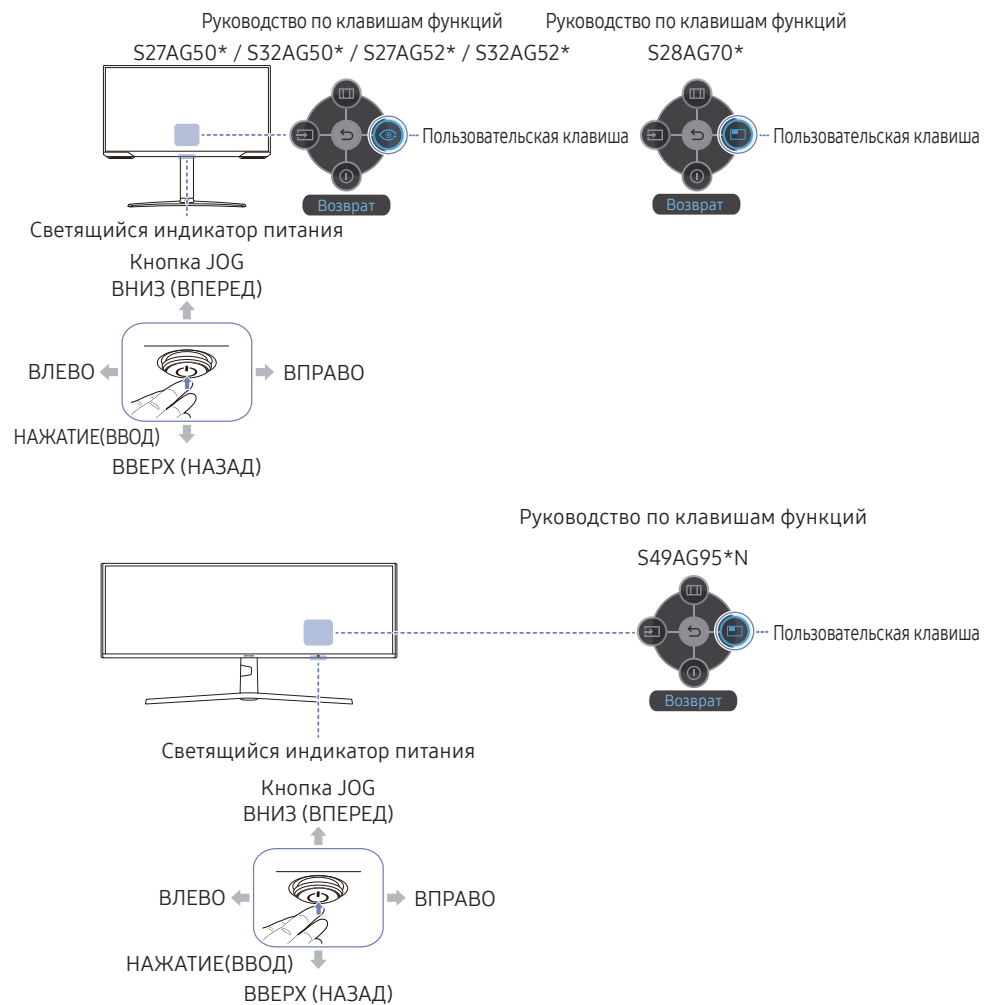 Руководство по клавишам функций
S27AG50* / S32AG50* / S27AG52* / S32AG52*
Пользовательская клавиша
Возврат
Руководство по клавишам функций
S28AG70*
Пользовательская клавиша
Возврат
Светящийся индикатор питания
Кнопка JOG
ВНИЗ (ВПЕРЕД)
ВЛЕВО
ВПРАВО
НАЖАТИЕ(ВВОД)
ВВЕРХ (НАЗАД)
Руководство по клавишам функций
S49AG95*N
Пользовательская клавиша
Возврат
Светящийся индикатор питания
Кнопка JOG
ВНИЗ (ВПЕРЕД)
ВЛЕВО
ВПРАВО
НАЖАТИЕ(ВВОД)
ВВЕРХ (НАЗАД)